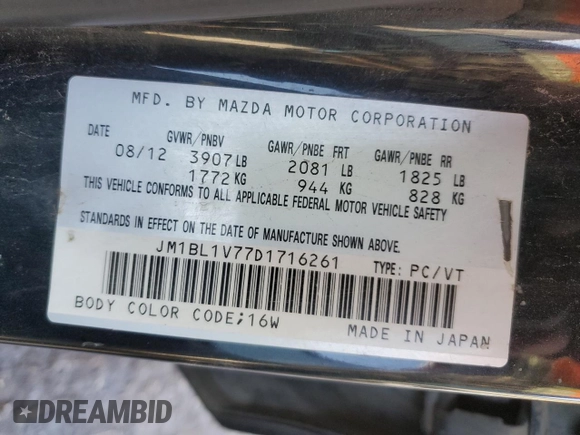 MFD. BY MAZDA MOTOR CORPORATION
DATE GVWR/PNBV GAWR/PNBE FRT GAWR/PNBE RR
08/12 3907 LB 2081 LB 1825 LB
1772 KG 944 KG 828 KG
THIS VEHICLE CONFORMS TO ALL APPLICABLE FEDERAL MOTOR VEHICLE SAFETY
STANDARDS IN EFFECT ON THE DATE OF MANUFACTURE SHOWN ABOVE.
JM1BL1V77D1716261 TYPE: PC/VT
BODY COLOR CODE;16W MADE IN JAPAN
DREAMBID